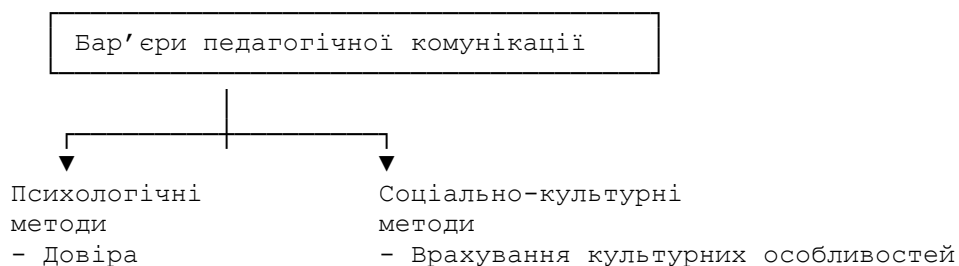 Бар’єри педагогічної комунікації
Психологічні
методи
- Довіра
Соціально-культурні
методи
- Врахування культурних особливостей